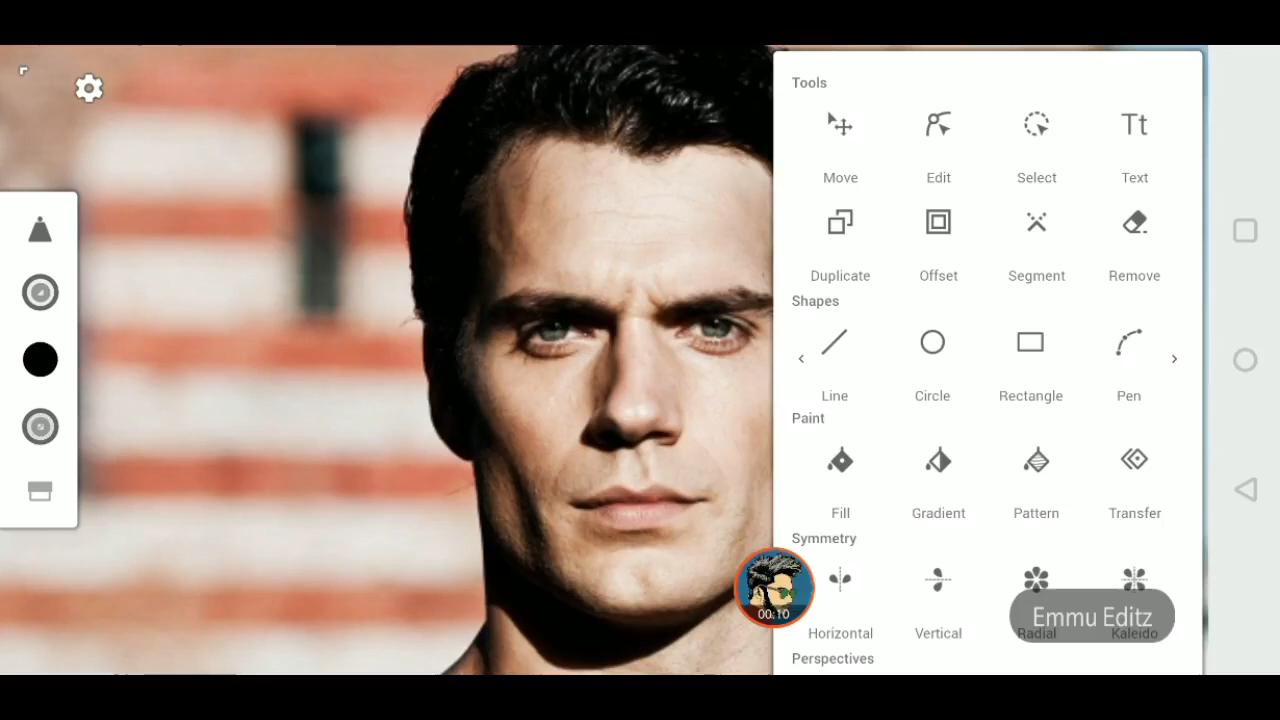 Tools
Move Edit Select Text
Duplicate Offset Segment Remove
Shapes
Line Circle Rectangle Pen
Paint
Fill Gradient Pattern Transfer
Symmetry
00:10
Emmu Editz
Horizontal Vertical Radial Kaleido
Perspectives